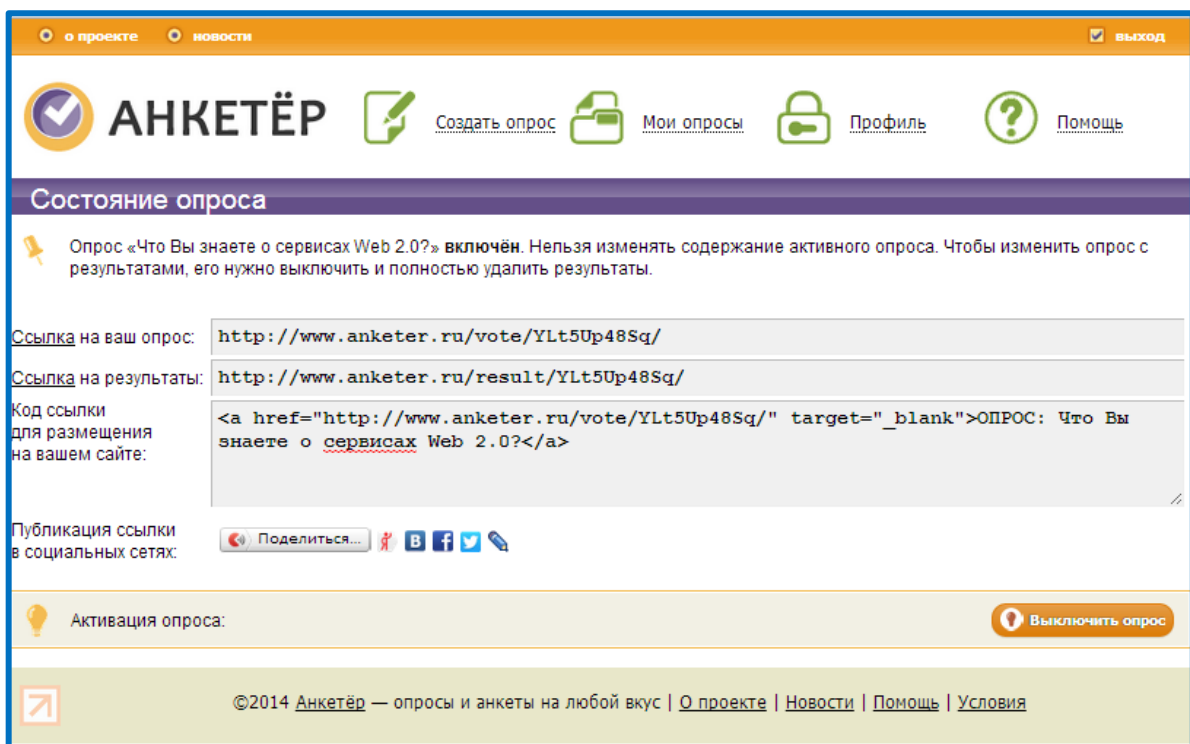 о проекте новости выход
АНКЕТЁР Создать опрос Мои опросы Профиль Помощь
Состояние опроса
Опрос «Что Вы знаете о сервисах Web 2.0?» включён. Нельзя изменять содержание активного опроса. Чтобы изменить опрос с
результатами, его нужно выключить и полностью удалить результаты.
Ссылка на ваш опрос: http://www.anketer.ru/vote/YLt5Up48Sq/
Ссылка на результаты: http://www.anketer.ru/result/YLt5Up48Sq/
Код ссылки
для размещения
на вашем сайте:
<a href="http://www.anketer.ru/vote/YLt5Up48Sq/" target="_blank">ОПРОС: Что Вы
знаете о сервисах Web 2.0?</a>
Публикация ссылки
в социальных сетях:
Поделиться...
Активация опроса: Выключить опрос
©2014 Анкетёр — опросы и анкеты на любой вкус | О проекте | Новости | Помощь | Условия